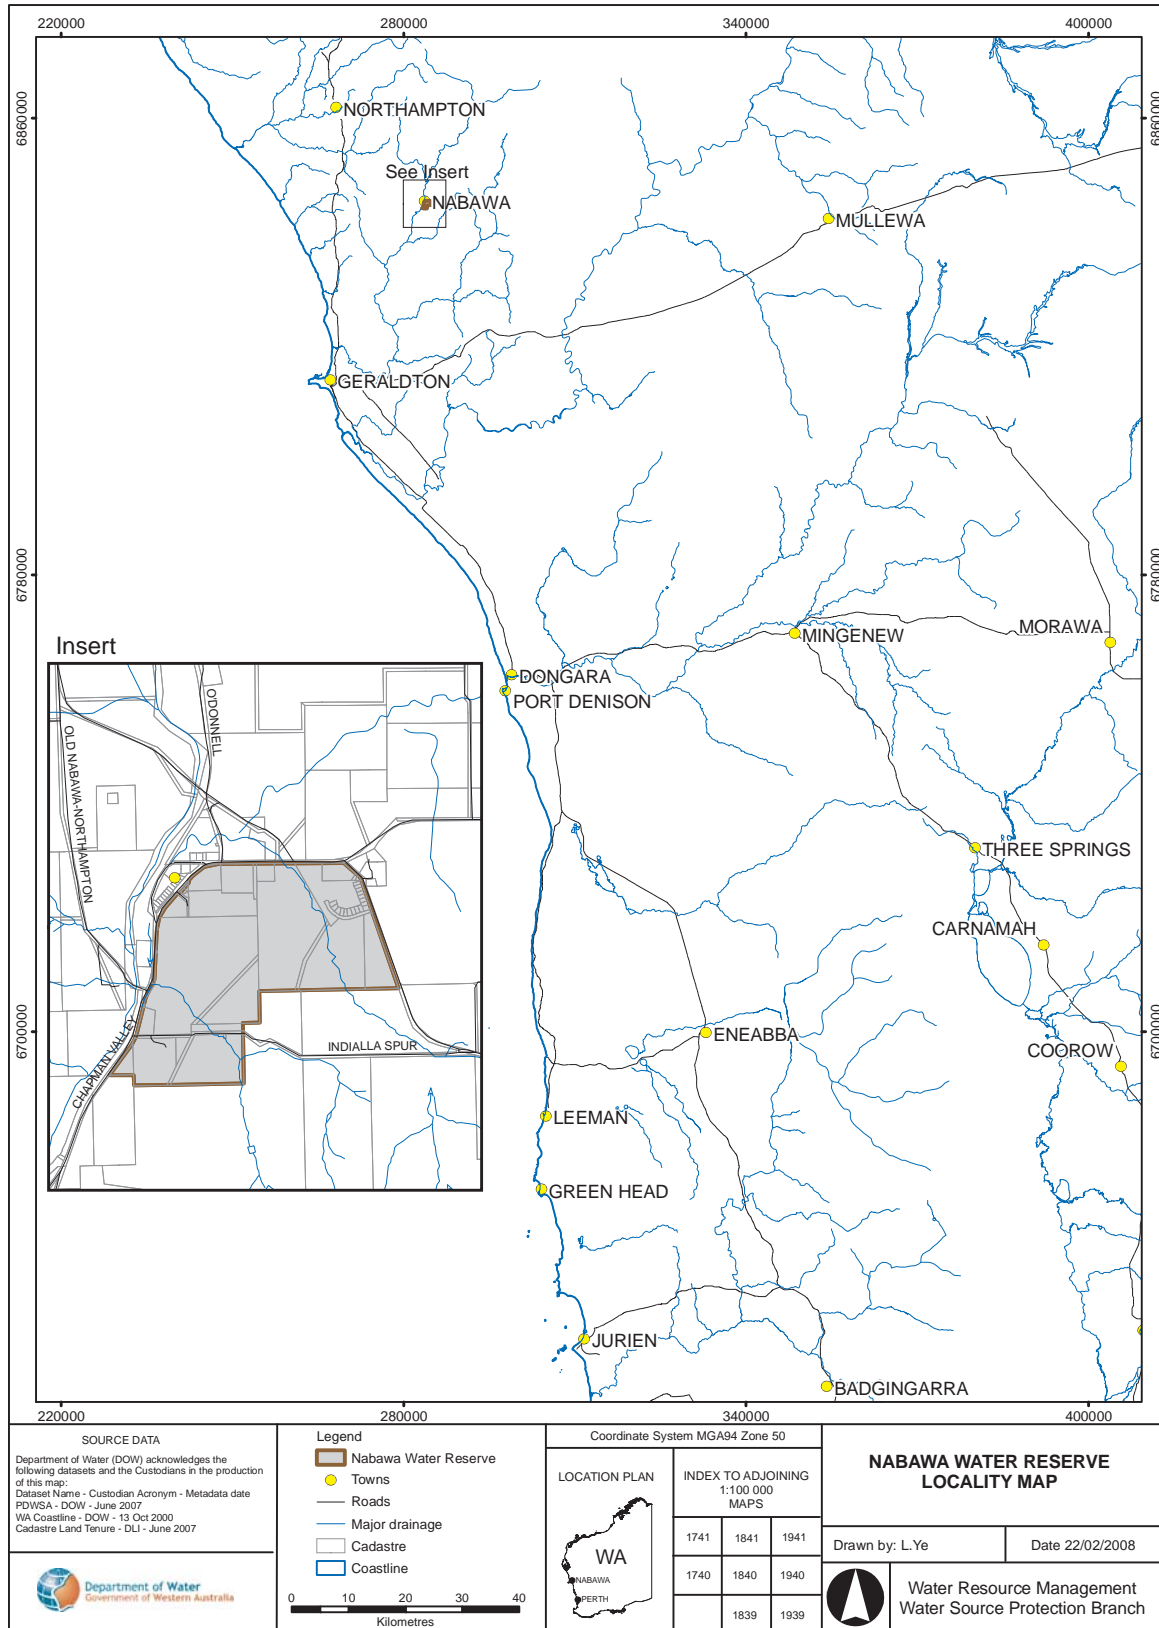 220000
280000
340000
400000
6860000
6860000
NORTHAMPTON
See Insert
NABAWA
MULLEWA
GERALDTON
6780000
6780000
MINGENEW
MORAWA
DONGARA
PORT DENISON
THREE SPRINGS
CARNAMAH
6700000
ENEABBA
COOROW
LEEMAN
GREEN HEAD
JURIEN
BADGINGARRA
Insert
O'DONNELL
OLD NABAWA-NORTHAMPTON
INDIALLA SPUR
CHAPMAN VALLEY
220000
280000
340000
400000
SOURCE DATA
Department of Water (DOW) acknowledges the
following datasets and the Custodians in the production
of this map:
Dataset Name - Custodian Acronym - Metadata date
PDWSA - DOW - June 2007
WA Coastline - DOW - 13 Oct 2000
Cadastre Land Tenure - DLI - June 2007
Department of Water
Government of Western Australia
Legend
Nabawa Water Reserve
Towns
Roads
Major drainage
Cadastre
Coastline
0 10 20 30 40
Kilometres
Coordinate System MGA94 Zone 50
LOCATION PLAN
WA
NABAWA
PERTH
INDEX TO ADJOINING
1:100 000
MAPS
1741 1841 1941
1740 1840 1940
1839 1939
NABAWA WATER RESERVE
LOCALITY MAP
Drawn by: L.Ye
Date 22/02/2008
Water Resource Management
Water Source Protection Branch
6700000